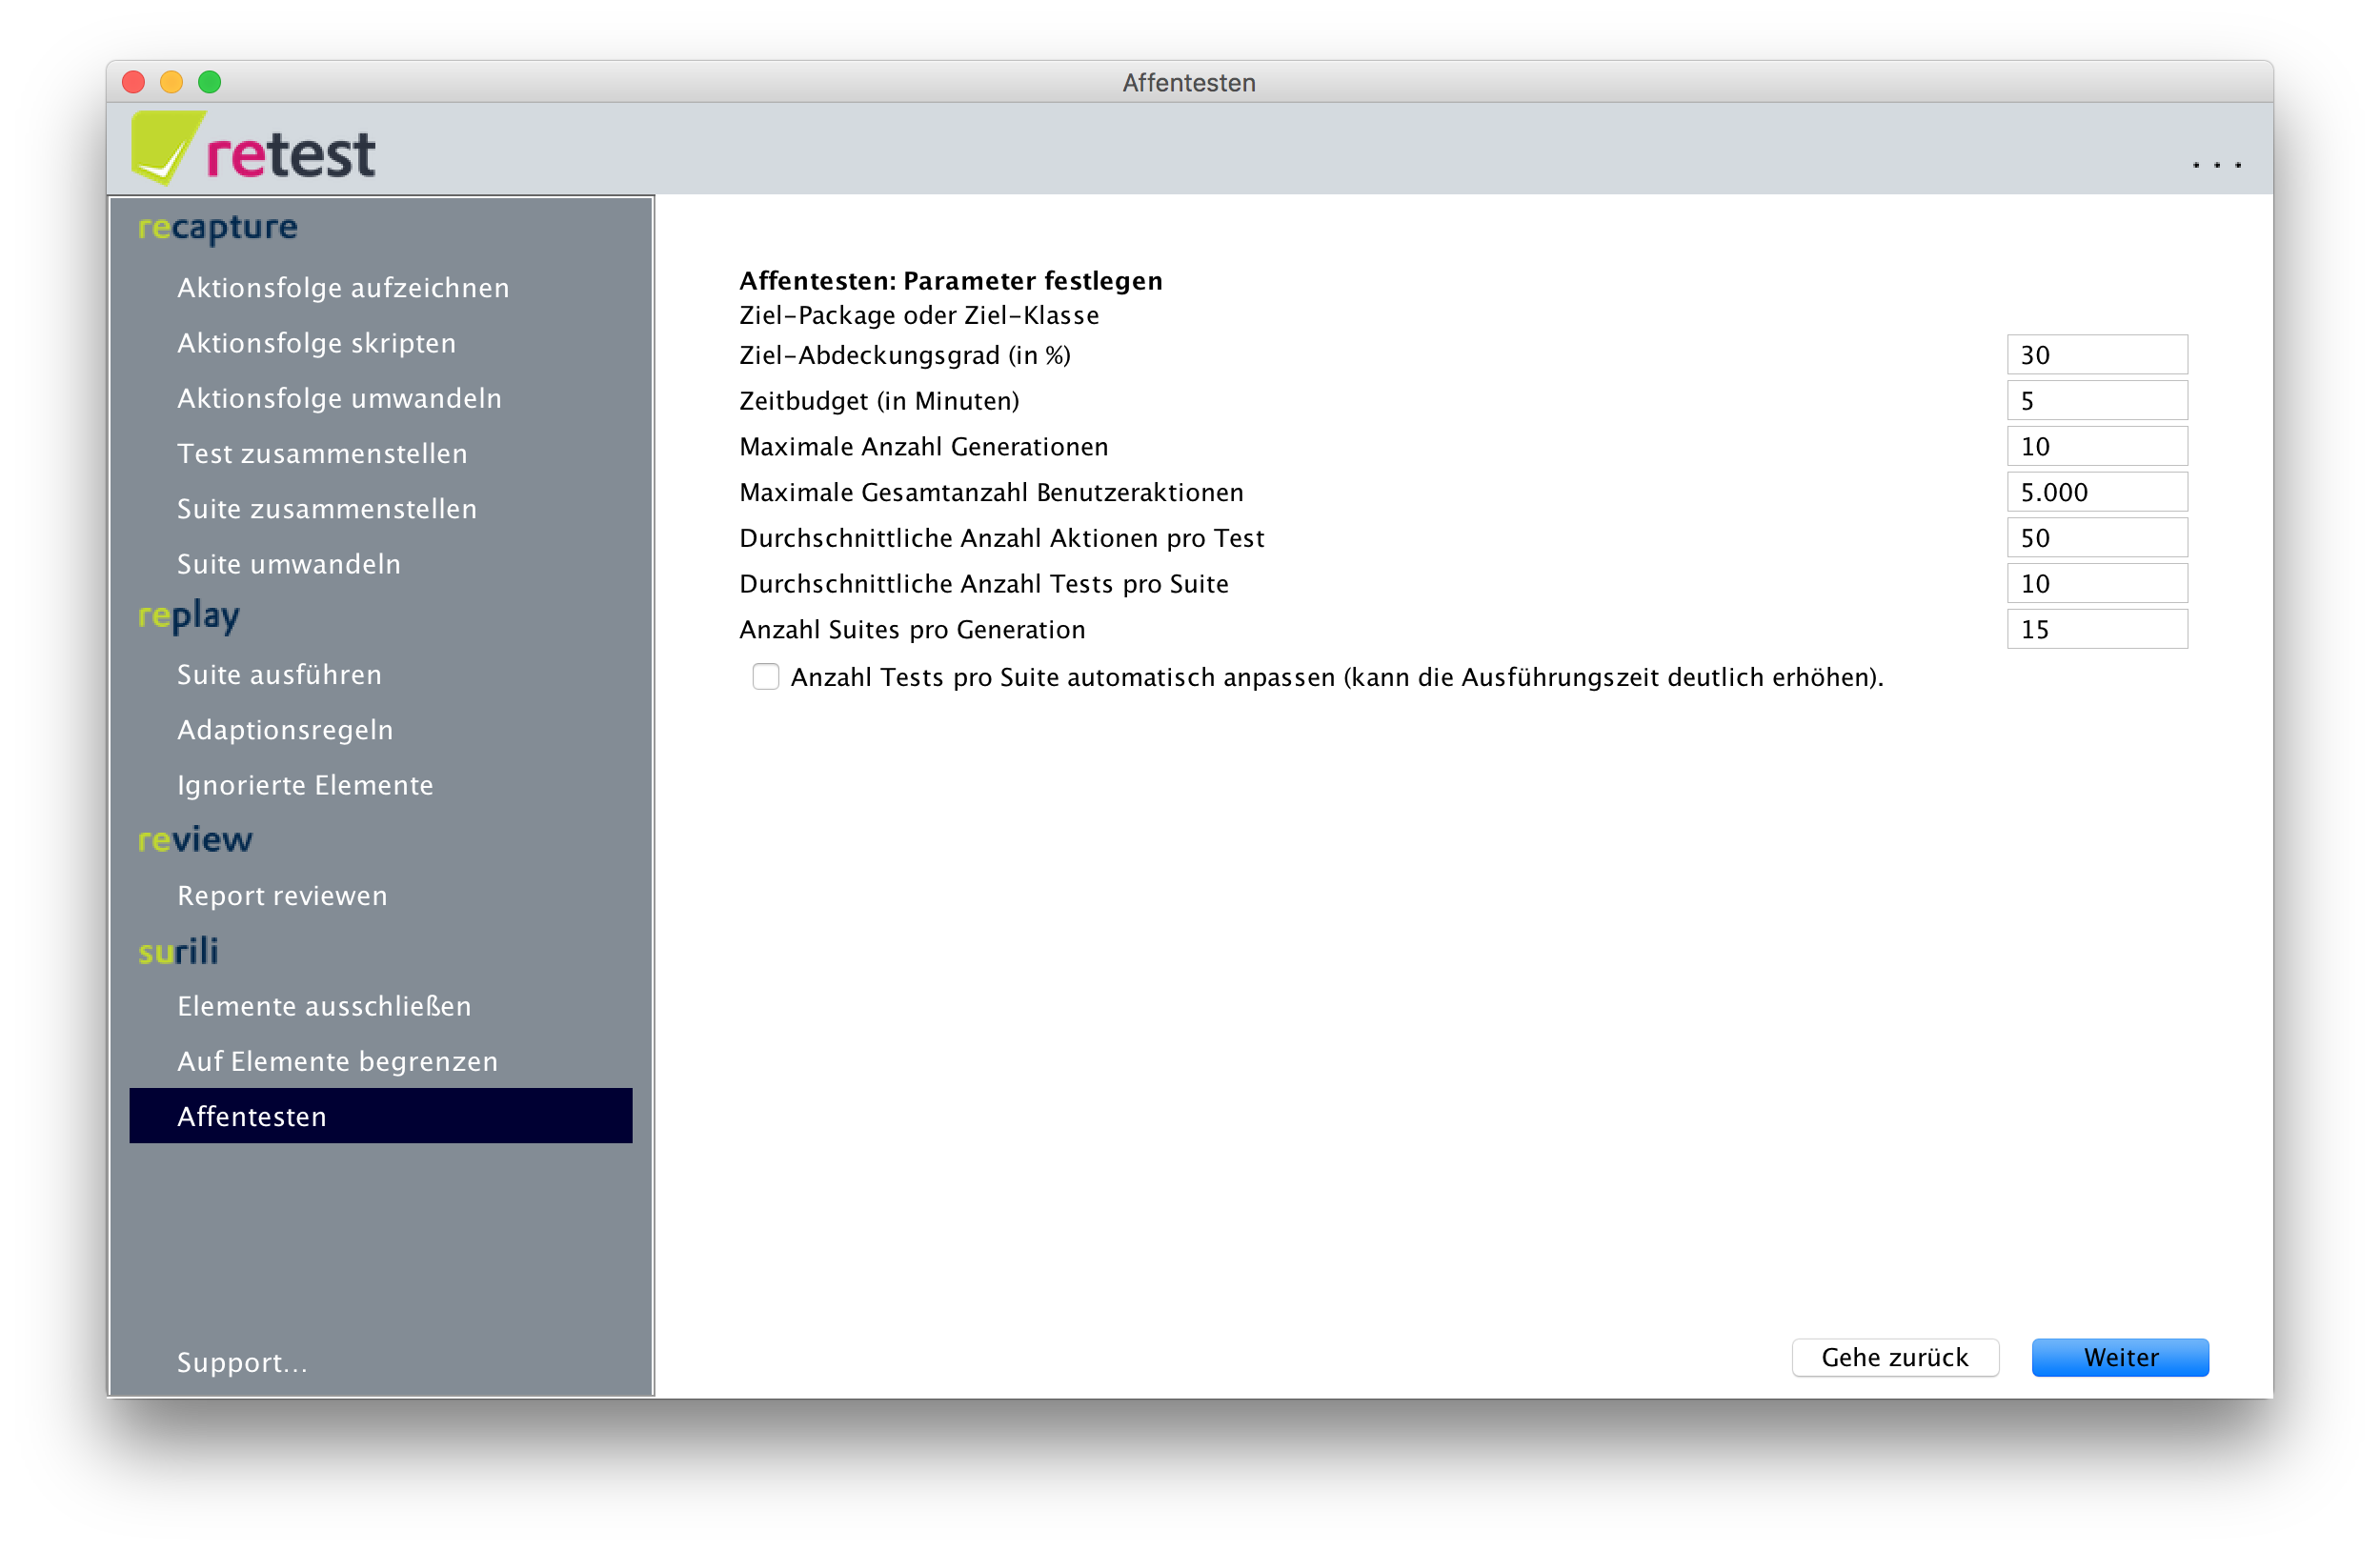 Affentesten
retest
...
recapture
Aktionsfolge aufzeichnen
Aktionsfolge skripten
Aktionsfolge umwandeln
Test zusammenstellen
Suite zusammenstellen
Suite umwandeln
replay
Suite ausführen
Adaptionsregeln
Ignorierte Elemente
review
Report reviewen
surili
Elemente ausschließen
Auf Elemente begrenzen
Affentesten
Support...
Affentesten: Parameter festlegen
Ziel-Package oder Ziel-Klasse
Ziel-Abdeckungsgrad (in %) 30
Zeitbudget (in Minuten) 5
Maximale Anzahl Generationen 10
Maximale Gesamtanzahl Benutzeraktionen 5.000
Durchschnittliche Anzahl Aktionen pro Test 50
Durchschnittliche Anzahl Tests pro Suite 10
Anzahl Suites pro Generation 15
Anzahl Tests pro Suite automatisch anpassen (kann die Ausführungszeit deutlich erhöhen).
Gehe zurück Weiter